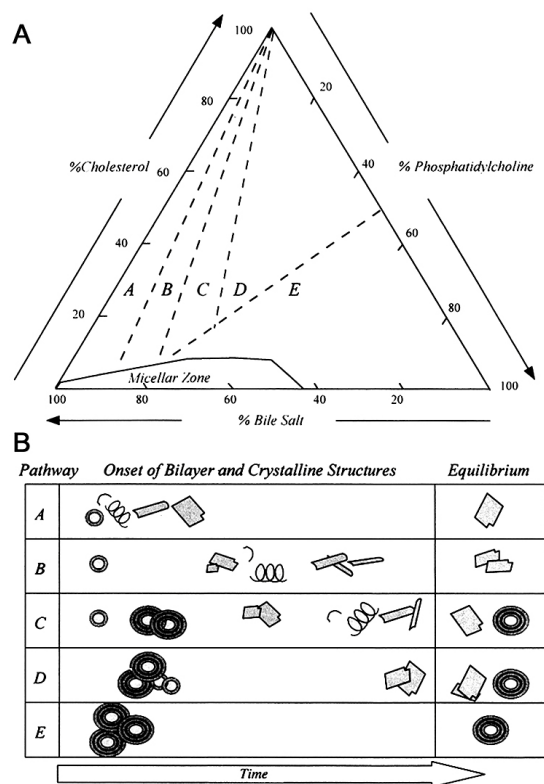 A
100
80
20
%Cholesterol
% Phosphatidylcholine
60
40
40
60
A B C D E
20
80
Micellar Zone
100 80 40 20 100
% Bile Salt
B
Pathway Onset of Bilayer and Crystalline Structures Equilibrium
A
B
C
D
E
Time